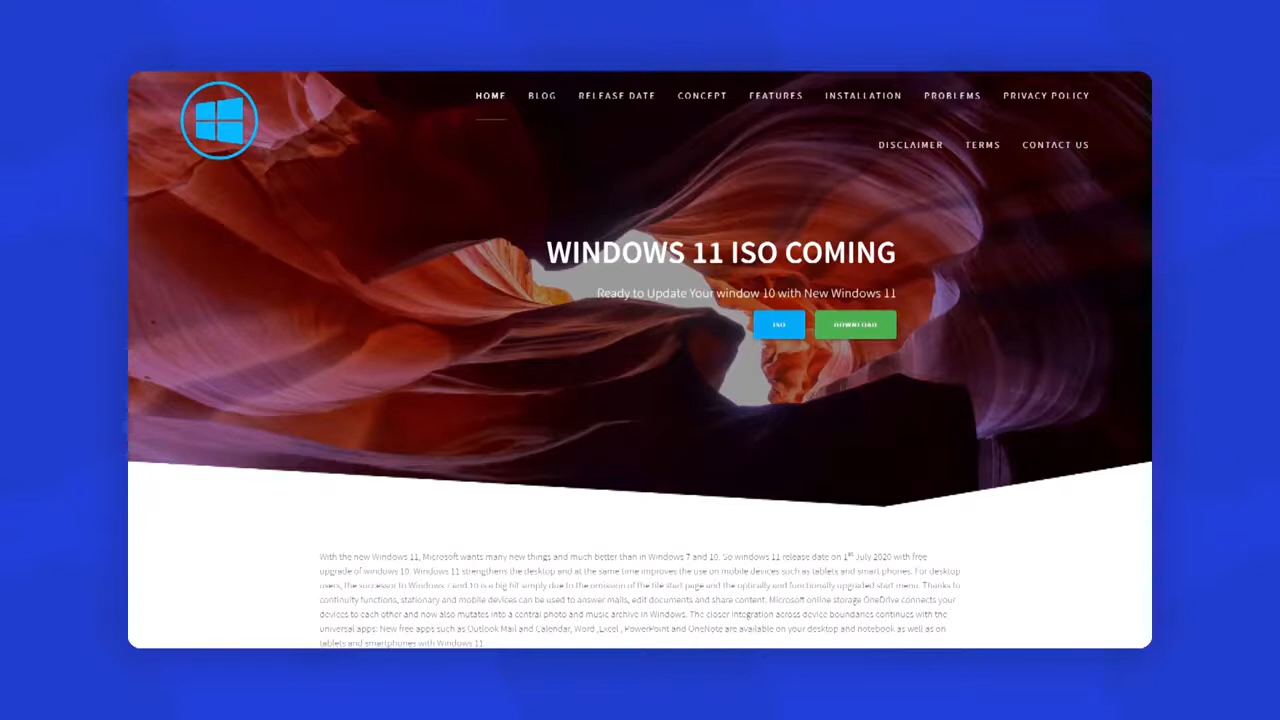 HOME BLOG RELEASE DATE CONCEPT FEATURES INSTALLATION PROBLEMS PRIVACY POLICY
DISCLAIMER TERMS CONTACT US
WINDOWS 11 ISO COMING
Ready to Update Your window 10 with New Windows 11
ISO DOWNLOAD
With the new Windows 11, Microsoft wants many new things and much better than in Windows 7 and 10. So windows 11 release date on 1st July 2020 with free
upgrade of windows 10. Windows 11 strengthens the desktop and at the same time improves the use on mobile devices such as tablets and smart phones. For desktop
users, the successor to Windows 7 and 10 is a big hit simply due to the omission of the tile start page and the optically and functionally upgraded start menu. Thanks to
continuity functions, stationary and mobile devices can be used to answer mails, edit documents and share content. Microsoft online storage OneDrive connects your
devices to each other and now also mutates into a central photo and music archive in Windows. The closer integration across device boundaries continues with the
universal apps: New free apps such as Outlook Mail and Calendar, Word ,Excel , PowerPoint and OneNote are available on your desktop and notebook as well as on
tablets and smartphones with Windows 11.